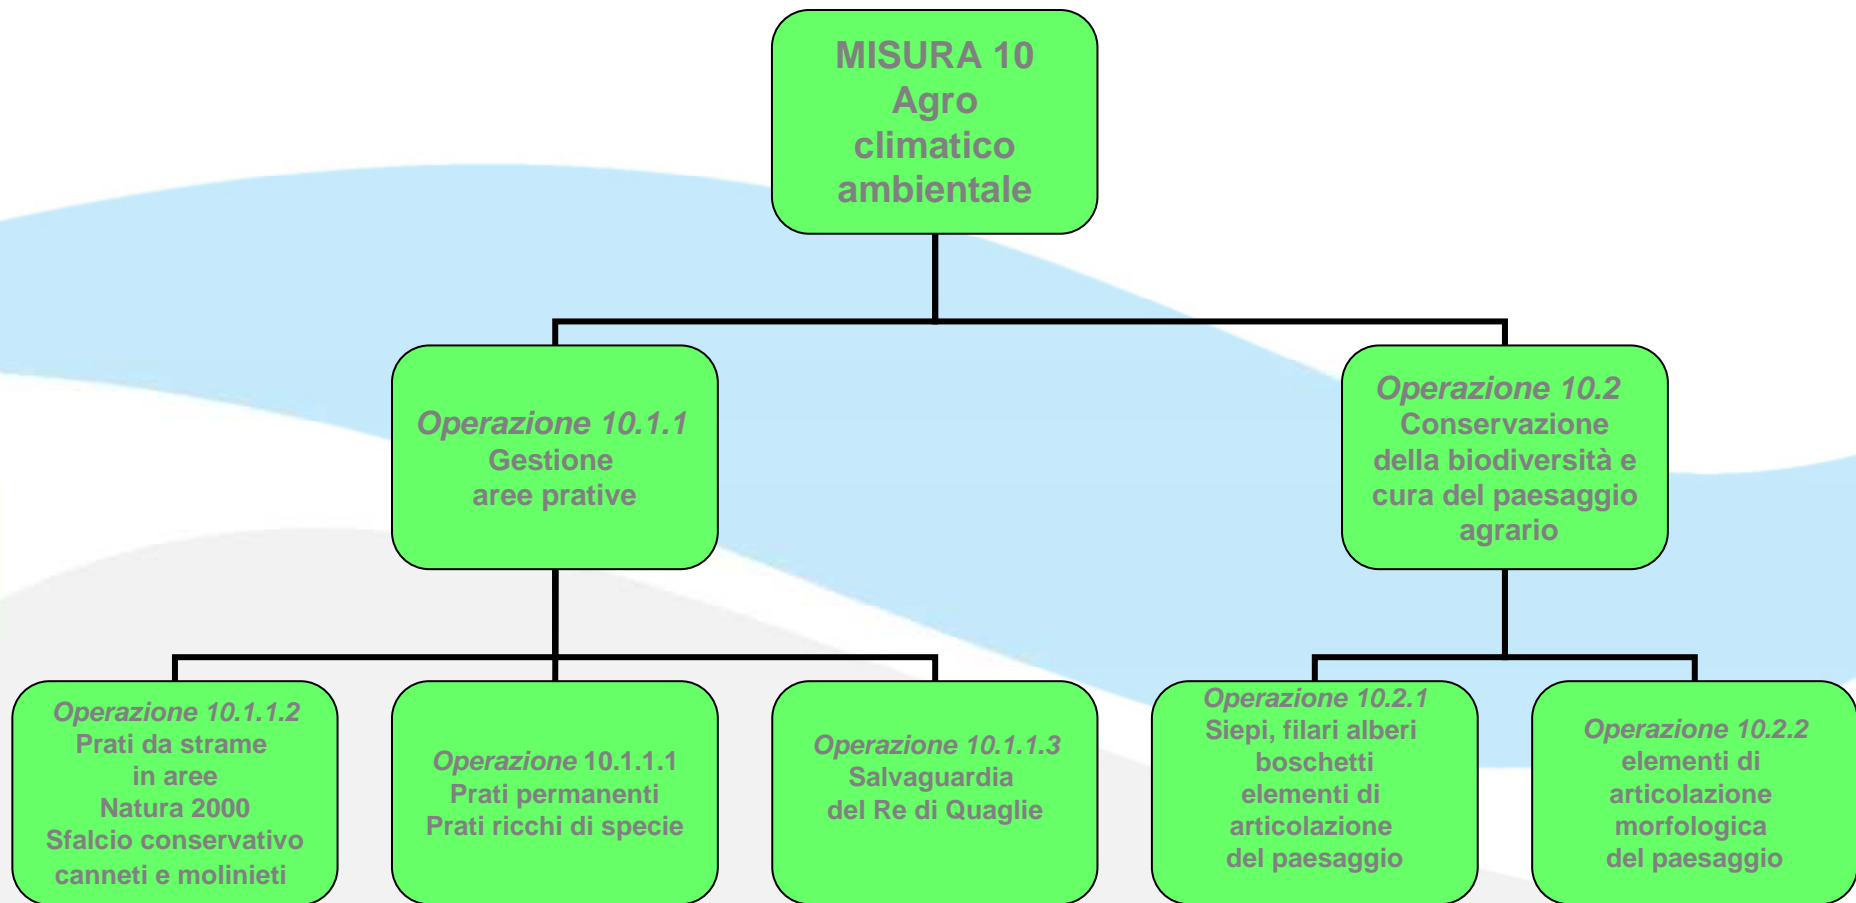 MISURA 10
Agro
climatico
ambientale
Operazione 10.1.1
Gestione
aree prative
Operazione 10.2
Conservazione
della biodiversità e
cura del paesaggio
agrario
Operazione 10.1.1.2
Prati da strame
in aree
Natura 2000
Sfalcio conservativo
canneti e molinieti
Operazione 10.1.1.1
Prati permanenti
Prati ricchi di specie
Operazione 10.1.1.3
Salvaguardia
del Re di Quaglie
Operazione 10.2.1
Siepi, filari alberi
boschetti
elementi di
articolazione
del paesaggio
Operazione 10.2.2
elementi di
articolazione
morfologica
del paesaggio